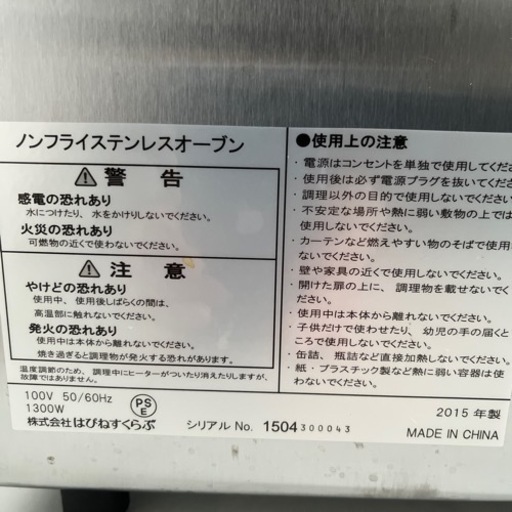 ノンフライステンレスオーブン
警告
感電の恐れあり
水につけたり、水をかけりしないでください。
火災の恐れあり
可燃物の近くで使わないでください。
注意
やけどの恐れあり
使用中、使用後しばらくの間は、
高温部に触れないでください。
発火の恐れあり
使用中は本体から離れないでください。
焼き過ぎると調理物が発火する恐れがあります。
温度調節のため、調理中にヒーターがついたり消えたりしますが、
故障ではありません。
100V 50/60Hz
1300W
PSE
株式会社はぴねすくらぶ
シリアル No. 1504300043
●使用上の注意
・電源はコンセントを単独で使用してくださ
・使用後は必ず電源プラグを抜いてくださ
・調理以外の目的で使用しないでください。
・不安定な場所や熱に弱い敷物の上では
使用しないでください。
・カーテンなど燃えやすい物のそばで使用
ないでください。
・壁や家具の近くで使用しないでください。
・開けた扉の上に、調理物を載せないでく
ださい。
・使用中は本体から離れないでください。
・子供だけで使わせたり、幼児の手の届くと
ころで使用しないでください。
・缶詰、瓶詰など直接加熱しないでください。
・紙・プラスチック製など熱に弱い容器は使
わないでください。
2015 年製
MADE IN CHINA